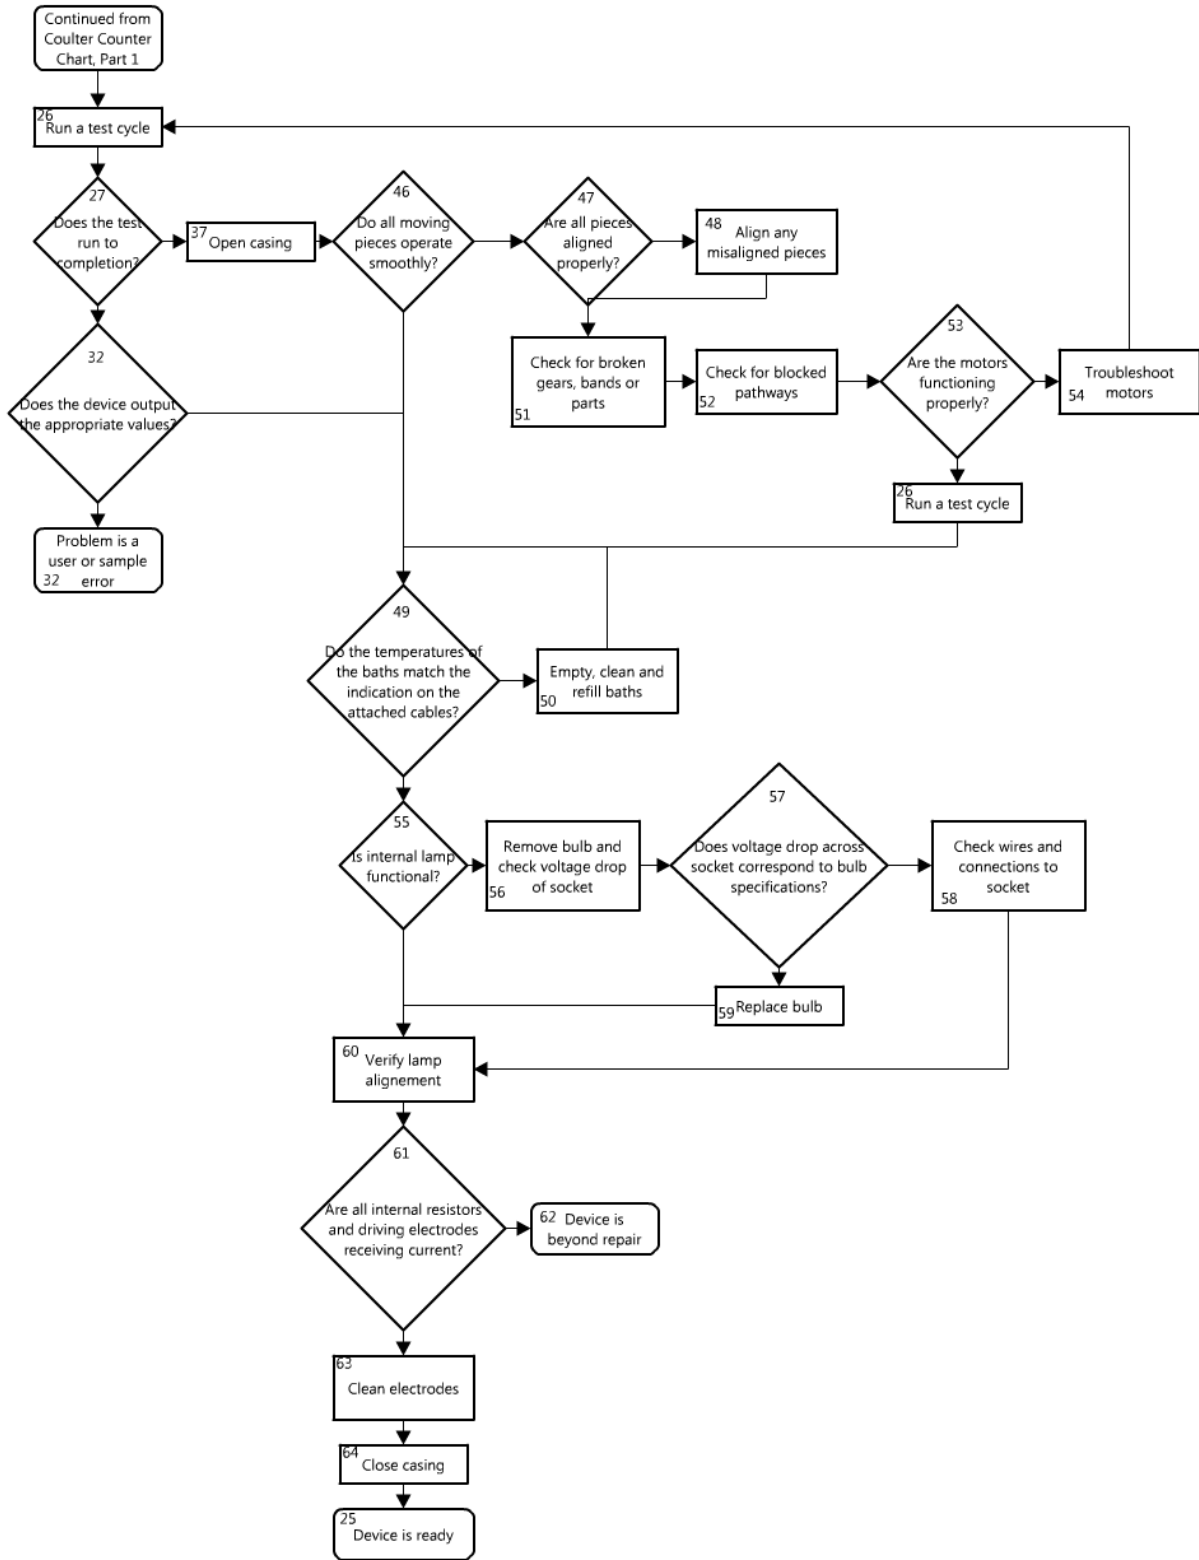 Continued from
Coulter Counter
Chart, Part 1
26
Run a test cycle
27
Does the test
run to
completion?
37
Open casing
46
Do all moving
pieces operate
smoothly?
47
Are all pieces
aligned
properly?
48
Align any
misaligned pieces
32
Does the device output
the appropriate values?
Problem is a
user or sample
32 error
Check for broken
gears, bands or
parts
51
Check for blocked
pathways
52
53
Are the motors
functioning
properly?
Troubleshoot
motors
54
26
Run a test cycle
49
Do the temperatures of
the baths match the
indication on the
attached cables?
Empty, clean and
refill baths
50
55
Is internal lamp
functional?
Remove bulb and
check voltage drop
of socket
56
57
Does voltage drop across
socket correspond to bulb
specifications?
Check wires and
connections to
socket
58
59 Replace bulb
60 Verify lamp
alignement
61
Are all internal resistors
and driving electrodes
receiving current?
62 Device is
beyond repair
63
Clean electrodes
64
Close casing
25
Device is ready